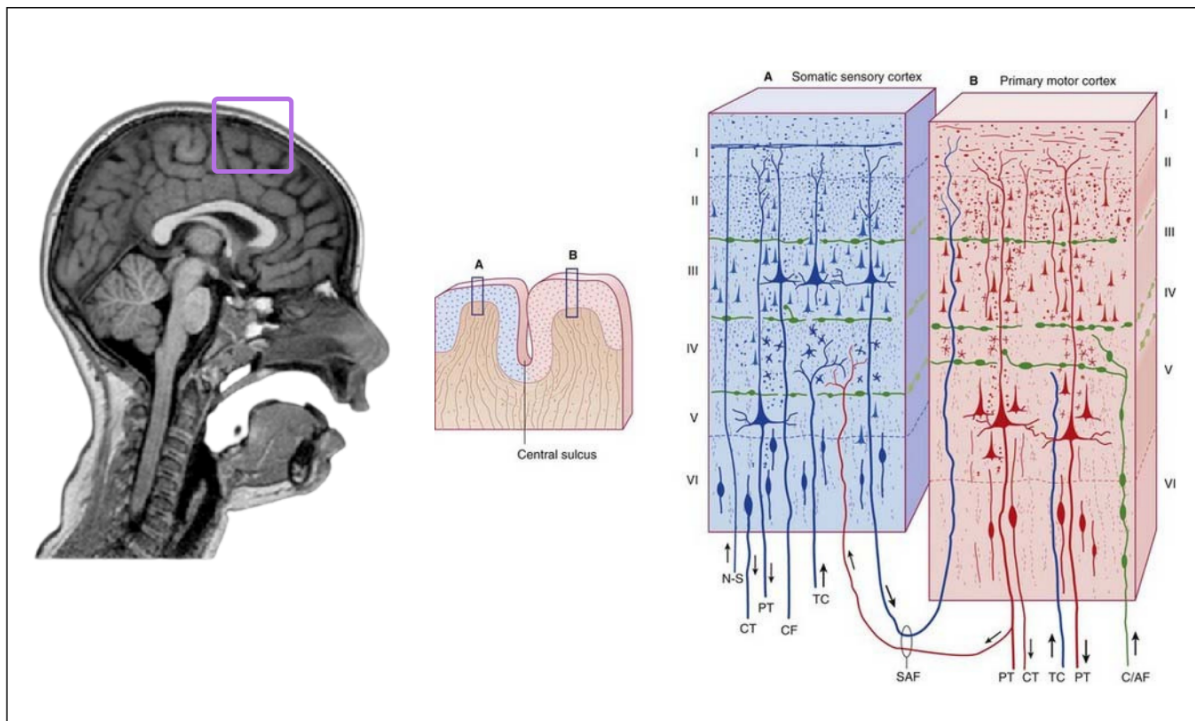 A Somatic sensory cortex
B Primary motor cortex
I
II
III
IV
V
VI
I
II
III
IV
V
VI
A
B
Central sulcus
N-S
CT
PT
CF
TC
SAF
PT
CT
TC
PT
C/AF